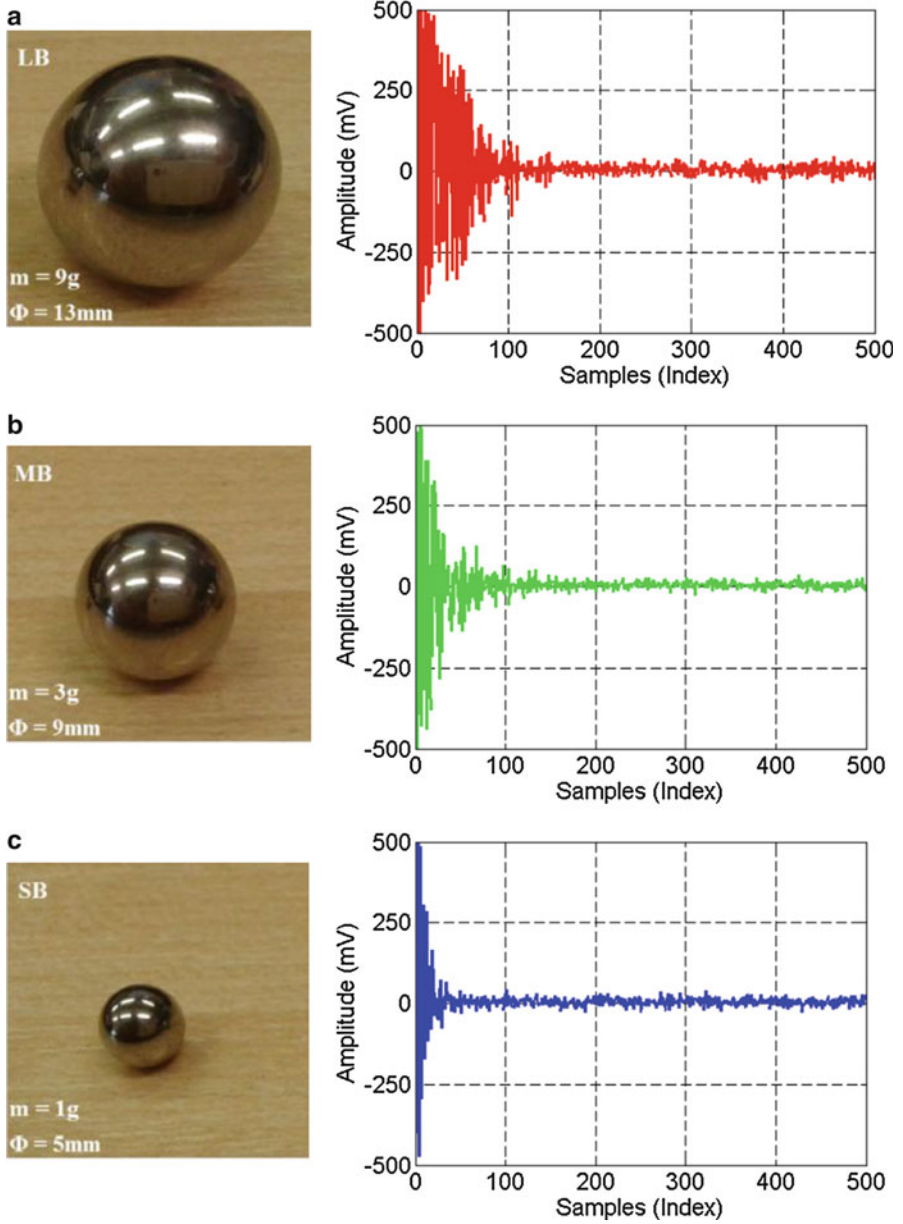 a
LB
m = 9g
Φ = 13mm
500
250
0
-250
-500
Amplitude (mV)
0 100 200 300 400 500
Samples (Index)
b
MB
m = 3g
Φ = 9mm
500
250
0
-250
-500
Amplitude (mV)
0 100 200 300 400 500
Samples (Index)
c
SB
m = 1g
Φ = 5mm
500
250
0
-250
-500
Amplitude (mV)
0 100 200 300 400 500
Samples (Index)